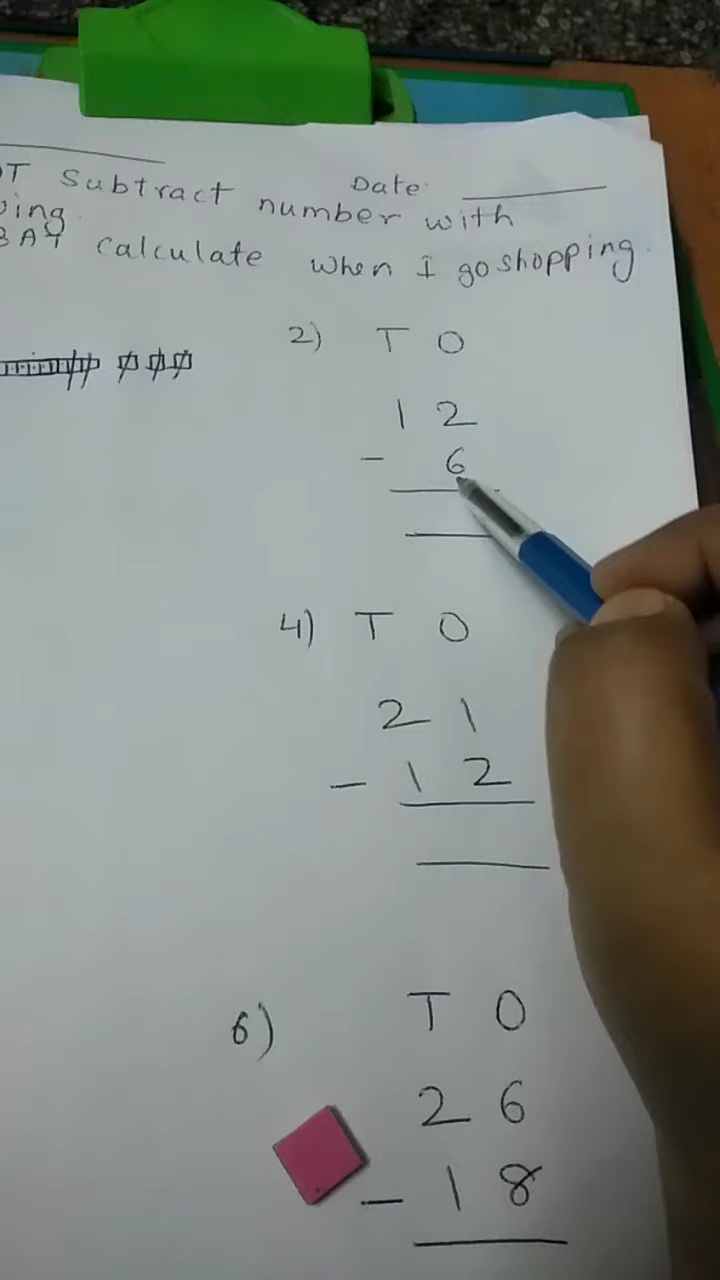 Date:
Subtract number with
calculate when I go shopping.
2) T O
1 2
- 6
4) T O
2 1
- 1 2
6) T O
2 6
- 1 8